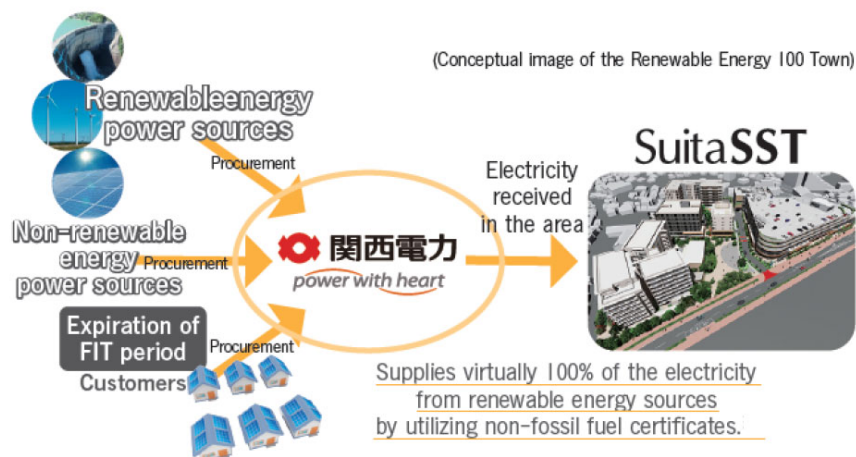 (Conceptual image of the Renewable Energy 100 Town)
Renewableenergy
power sources
Procurement
Non-renewable
energy
power sources
Procurement
Expiration of
FIT period
Customers
Procurement
関西電力
power with heart
Electricity
received
in the area
SuitaSST
Supplies virtually 100% of the electricity
from renewable energy sources
by utilizing non-fossil fuel certificates.